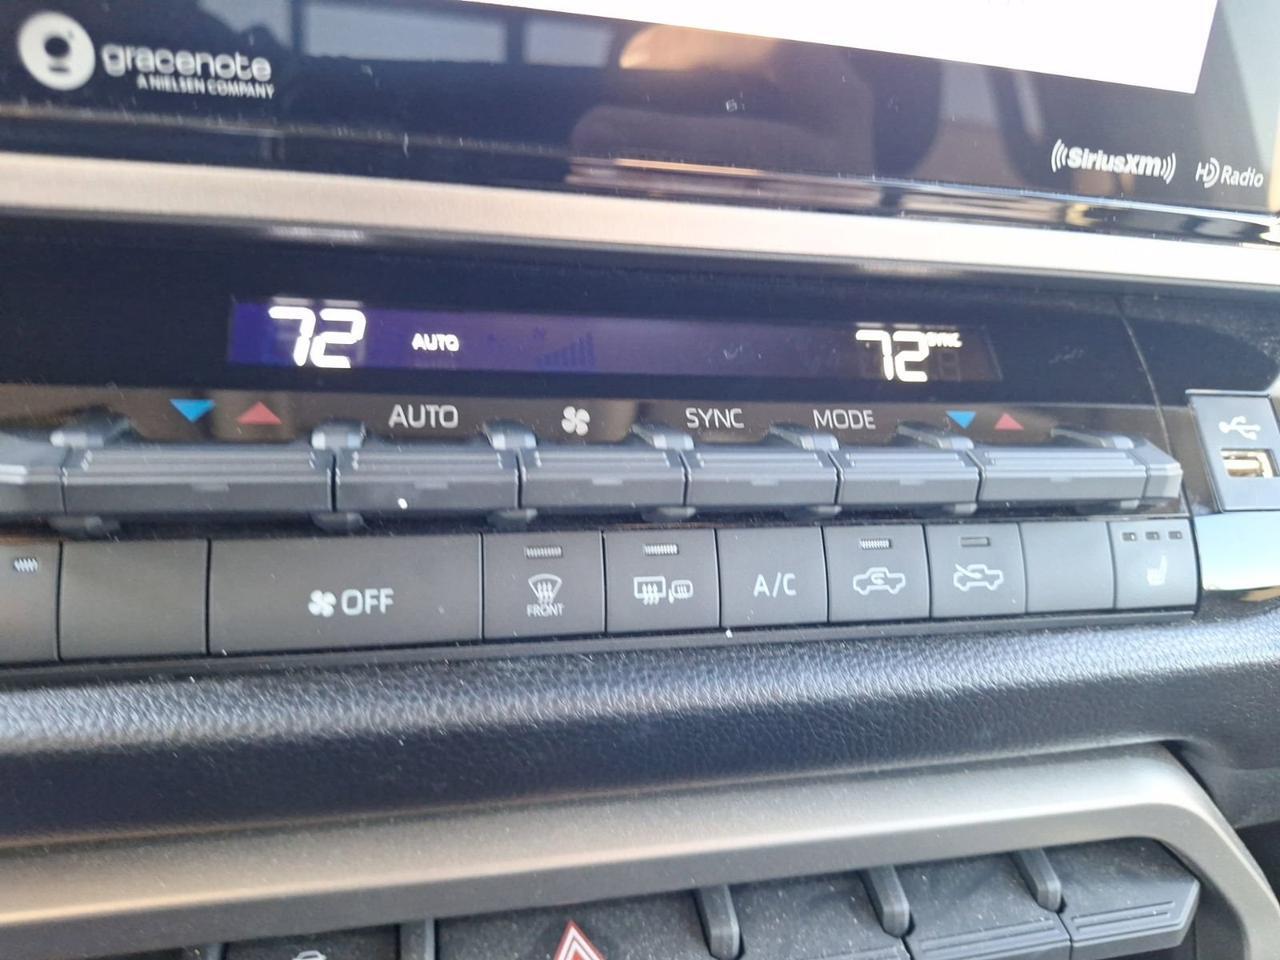 gracenote
A NIELSEN COMPANY
SiriusXM
HD Radio
72 AUTO 72 SYNC
AUTO SYNC MODE
OFF FRONT A/C